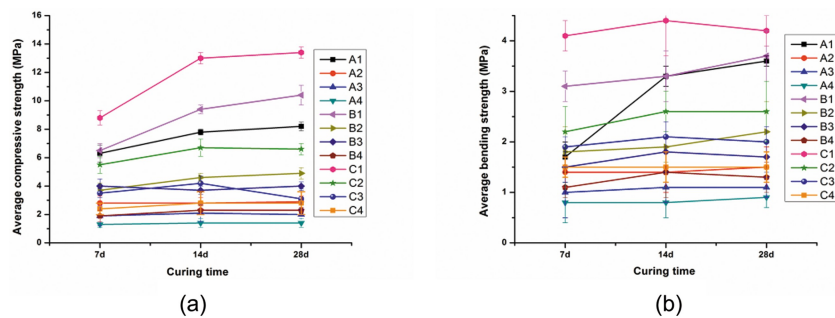 (a)
Average compressive strength (MPa)
16
14
12
10
8
6
4
2
0
7d
14d
28d
Curing time
A1
A2
A3
A4
B1
B2
B3
B4
C1
C2
C3
C4
(a)
(b)
Average bending strength (MPa)
4
3
2
1
0
7d
14d
28d
Curing time
A1
A2
A3
A4
B1
B2
B3
B4
C1
C2
C3
C4
(b)